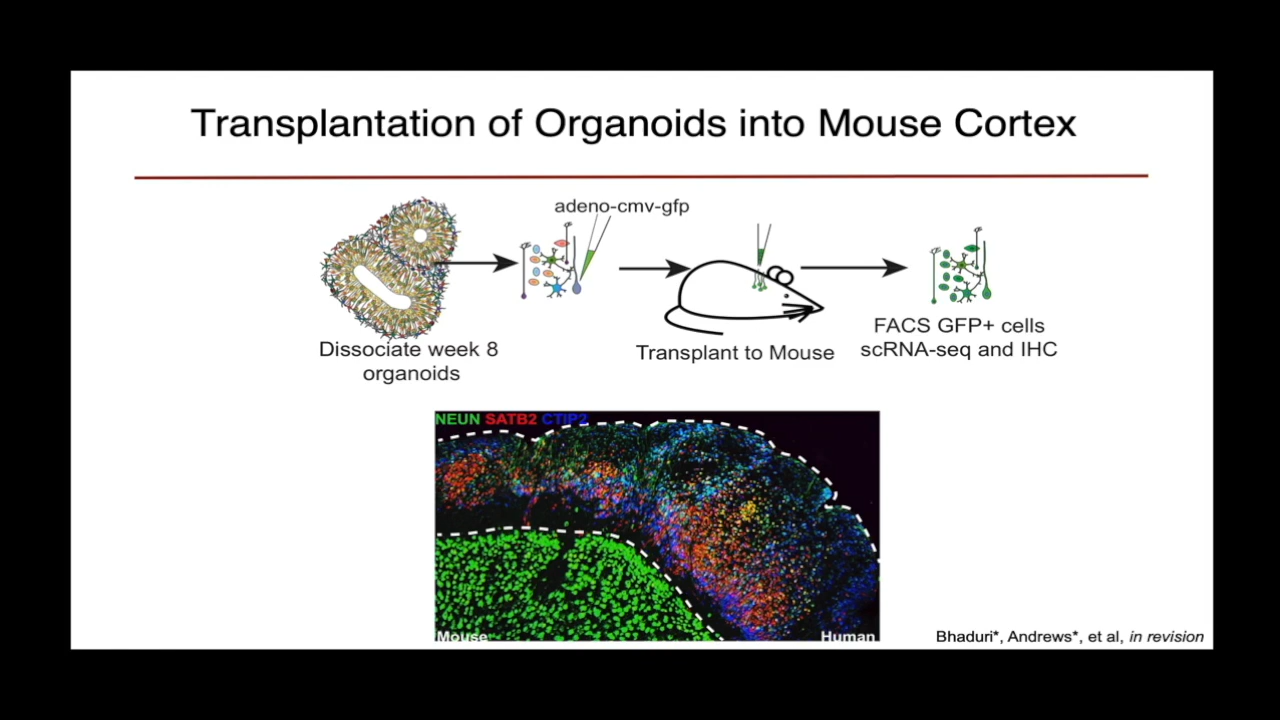 Transplantation of Organoids into Mouse Cortex
adeno-cmv-gfp
Dissociate week 8
organoids
Transplant to Mouse
FACS GFP+ cells
scRNA-seq and IHC
NEUN SATB2 CTIP2
Mouse
Human
Bhaduri*, Andrews*, et al, in revision